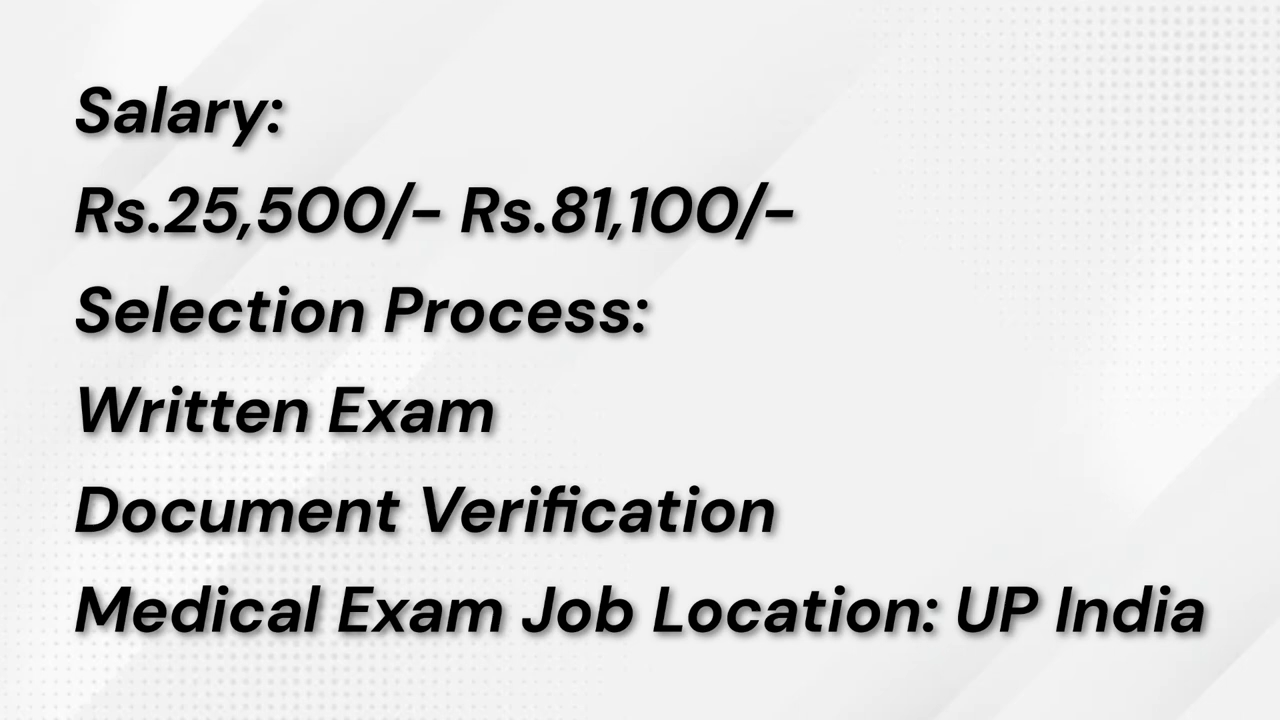 Salary:
Rs.25,500/- Rs.81,100/-
Selection Process:
Written Exam
Document Verification
Medical Exam Job Location: UP India